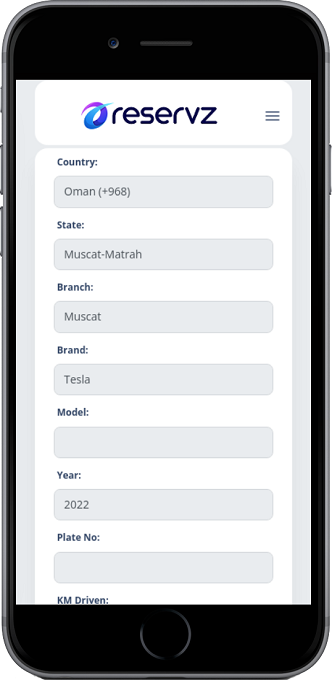 reservz
Country:
Oman (+968)
State:
Muscat-Matrah
Branch:
Muscat
Brand:
Tesla
Model:
Year:
2022
Plate No:
KM Driven: